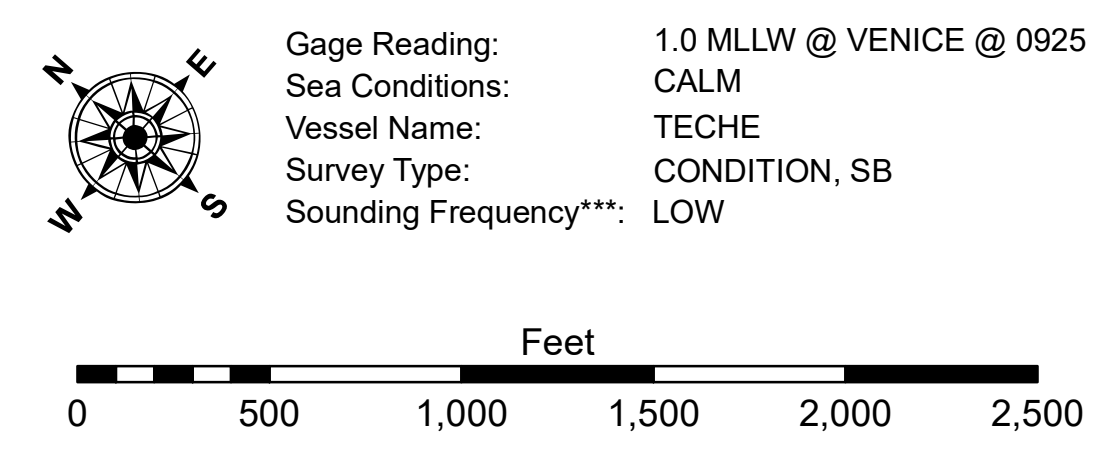 N E
W S
Gage Reading: 1.0 MLLW @ VENICE @ 0925
Sea Conditions: CALM
Vessel Name: TECHE
Survey Type: CONDITION, SB
Sounding Frequency***: LOW
Feet
0 500 1,000 1,500 2,000 2,500